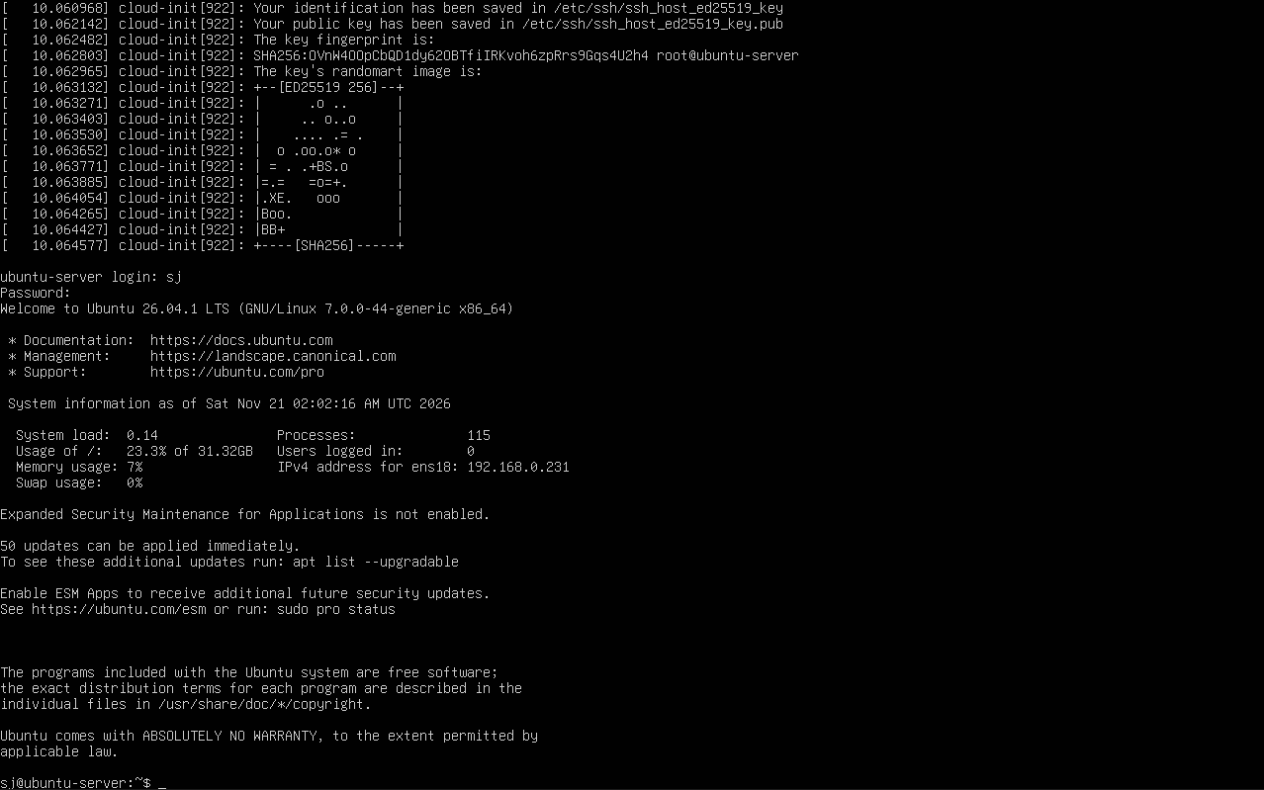 [   10.060968] cloud-init[922]: Your identification has been saved in /etc/ssh/ssh_host_ed25519_key
[   10.062142] cloud-init[922]: Your public key has been saved in /etc/ssh/ssh_host_ed25519_key.pub
[   10.062482] cloud-init[922]: The key fingerprint is:
[   10.062803] cloud-init[922]: SHA256:OVnW4OOpCbQD1dy62OBTfiIRKvoh6zpRrs9Gqs4U2h4 root@ubuntu-server
[   10.062965] cloud-init[922]: The key's randomart image is:
[   10.063132] cloud-init[922]: +--[ED25519 256]--+
[   10.063271] cloud-init[922]: |      .o ..      |
[   10.063403] cloud-init[922]: |     .. o..o     |
[   10.063530] cloud-init[922]: |    .... .= .    |
[   10.063652] cloud-init[922]: |  o .oo.o* o     |
[   10.063771] cloud-init[922]: | = . .+BS.o      |
[   10.063885] cloud-init[922]: |=.=   =o=+.      |
[   10.064054] cloud-init[922]: |.XE.   ooo       |
[   10.064265] cloud-init[922]: |Boo.             |
[   10.064427] cloud-init[922]: |BB+              |
[   10.064577] cloud-init[922]: +----[SHA256]-----+
ubuntu-server login: sj
Password:
Welcome to Ubuntu 26.04.1 LTS (GNU/Linux 7.0.0-44-generic x86_64)
* Documentation:  https://docs.ubuntu.com
* Management:     https://landscape.canonical.com
* Support:        https://ubuntu.com/pro
System information as of Sat Nov 21 02:02:16 AM UTC 2026
System load:  0.14               Processes:              115
Usage of /:   23.3% of 31.32GB   Users logged in:        0
Memory usage: 7%                 IPv4 address for ens18: 192.168.0.231
Swap usage:   0%
Expanded Security Maintenance for Applications is not enabled.
50 updates can be applied immediately.
To see these additional updates run: apt list --upgradable
Enable ESM Apps to receive additional future security updates.
See https://ubuntu.com/esm or run: sudo pro status
The programs included with the Ubuntu system are free software;
the exact distribution terms for each program are described in the
individual files in /usr/share/doc/*/copyright.
Ubuntu comes with ABSOLUTELY NO WARRANTY, to the extent permitted by
applicable law.
sj@ubuntu-server:~$ _